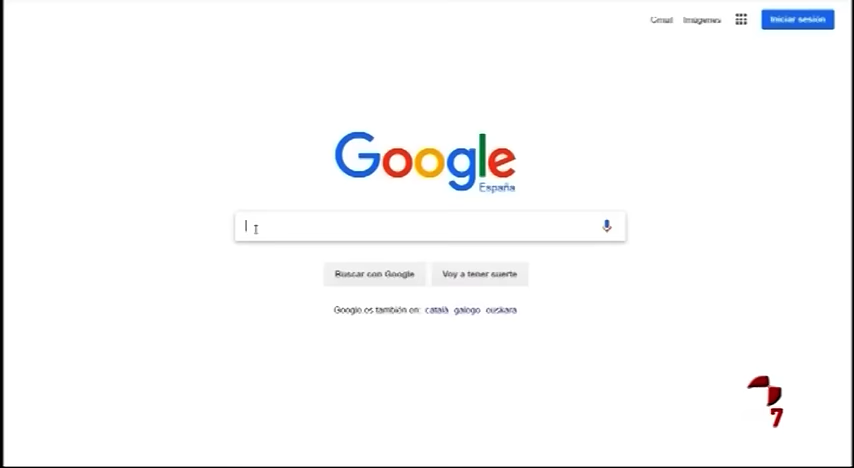 Gmail Imágenes Iniciar sesión
Google
España
Buscar con Google Voy a tener suerte
Google.es también en: català galego euskara
7